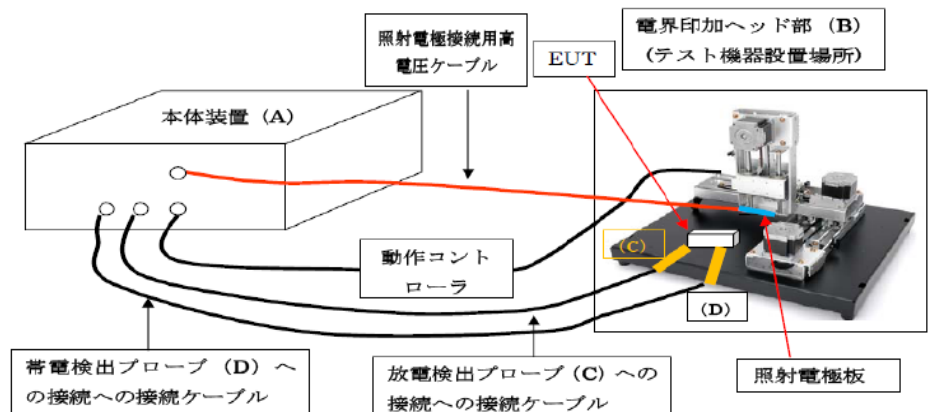 電界印加ヘッド部（B）
（テスト機器設置場所）
照射電極接続用高
電圧ケーブル
EUT
本体装置（A）
（C）
動作コント
ローラ
（D）
帯電検出プローブ（D）へ
の接続への接続ケーブル
放電検出プローブ（C）への
接続への接続ケーブル
照射電極板